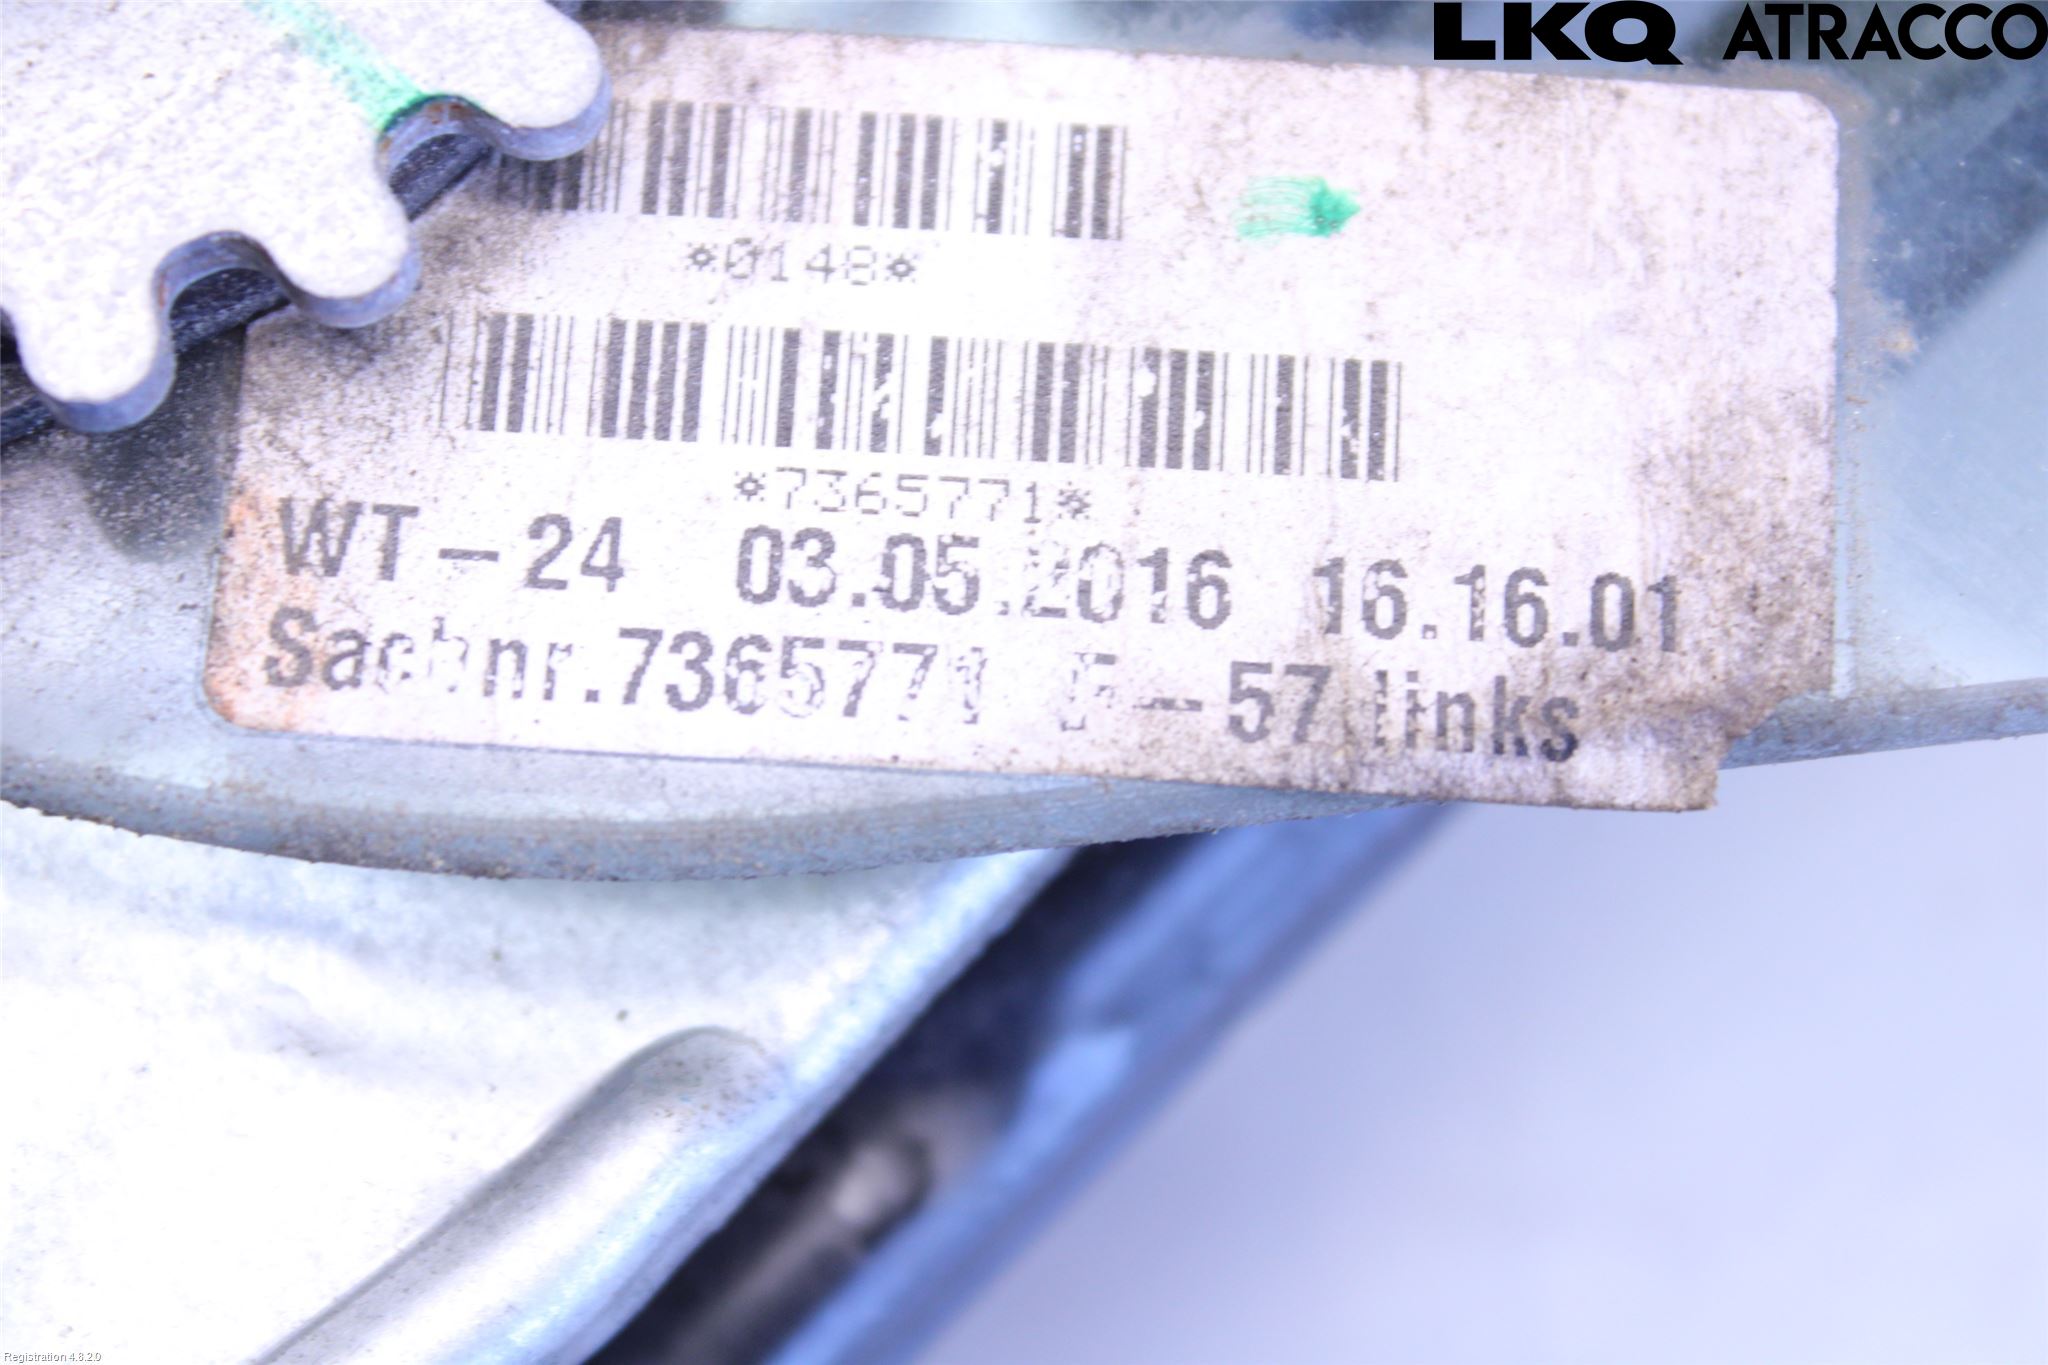 LKQ ATRACCO
*0148*
*7365771*
WT-24 03.05.2016 16.16.01
Sachnr.7365771 F-57 links
Registration 4.8.2.0